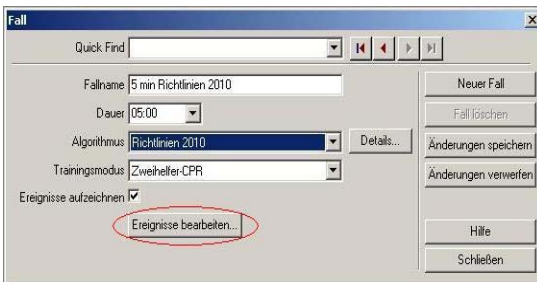 Fall
Quick Find
Fallname 5 min Richtlinien 2010
Neuer Fall
Dauer 05:00
Fall löschen
Algorithmus Richtlinien 2010 Details...
Änderungen speichern
Trainingsmodus Zweihelfer-CPR
Änderungen verwerfen
Ereignisse aufzeichnen
Ereignisse bearbeiten...
Hilfe
Schließen